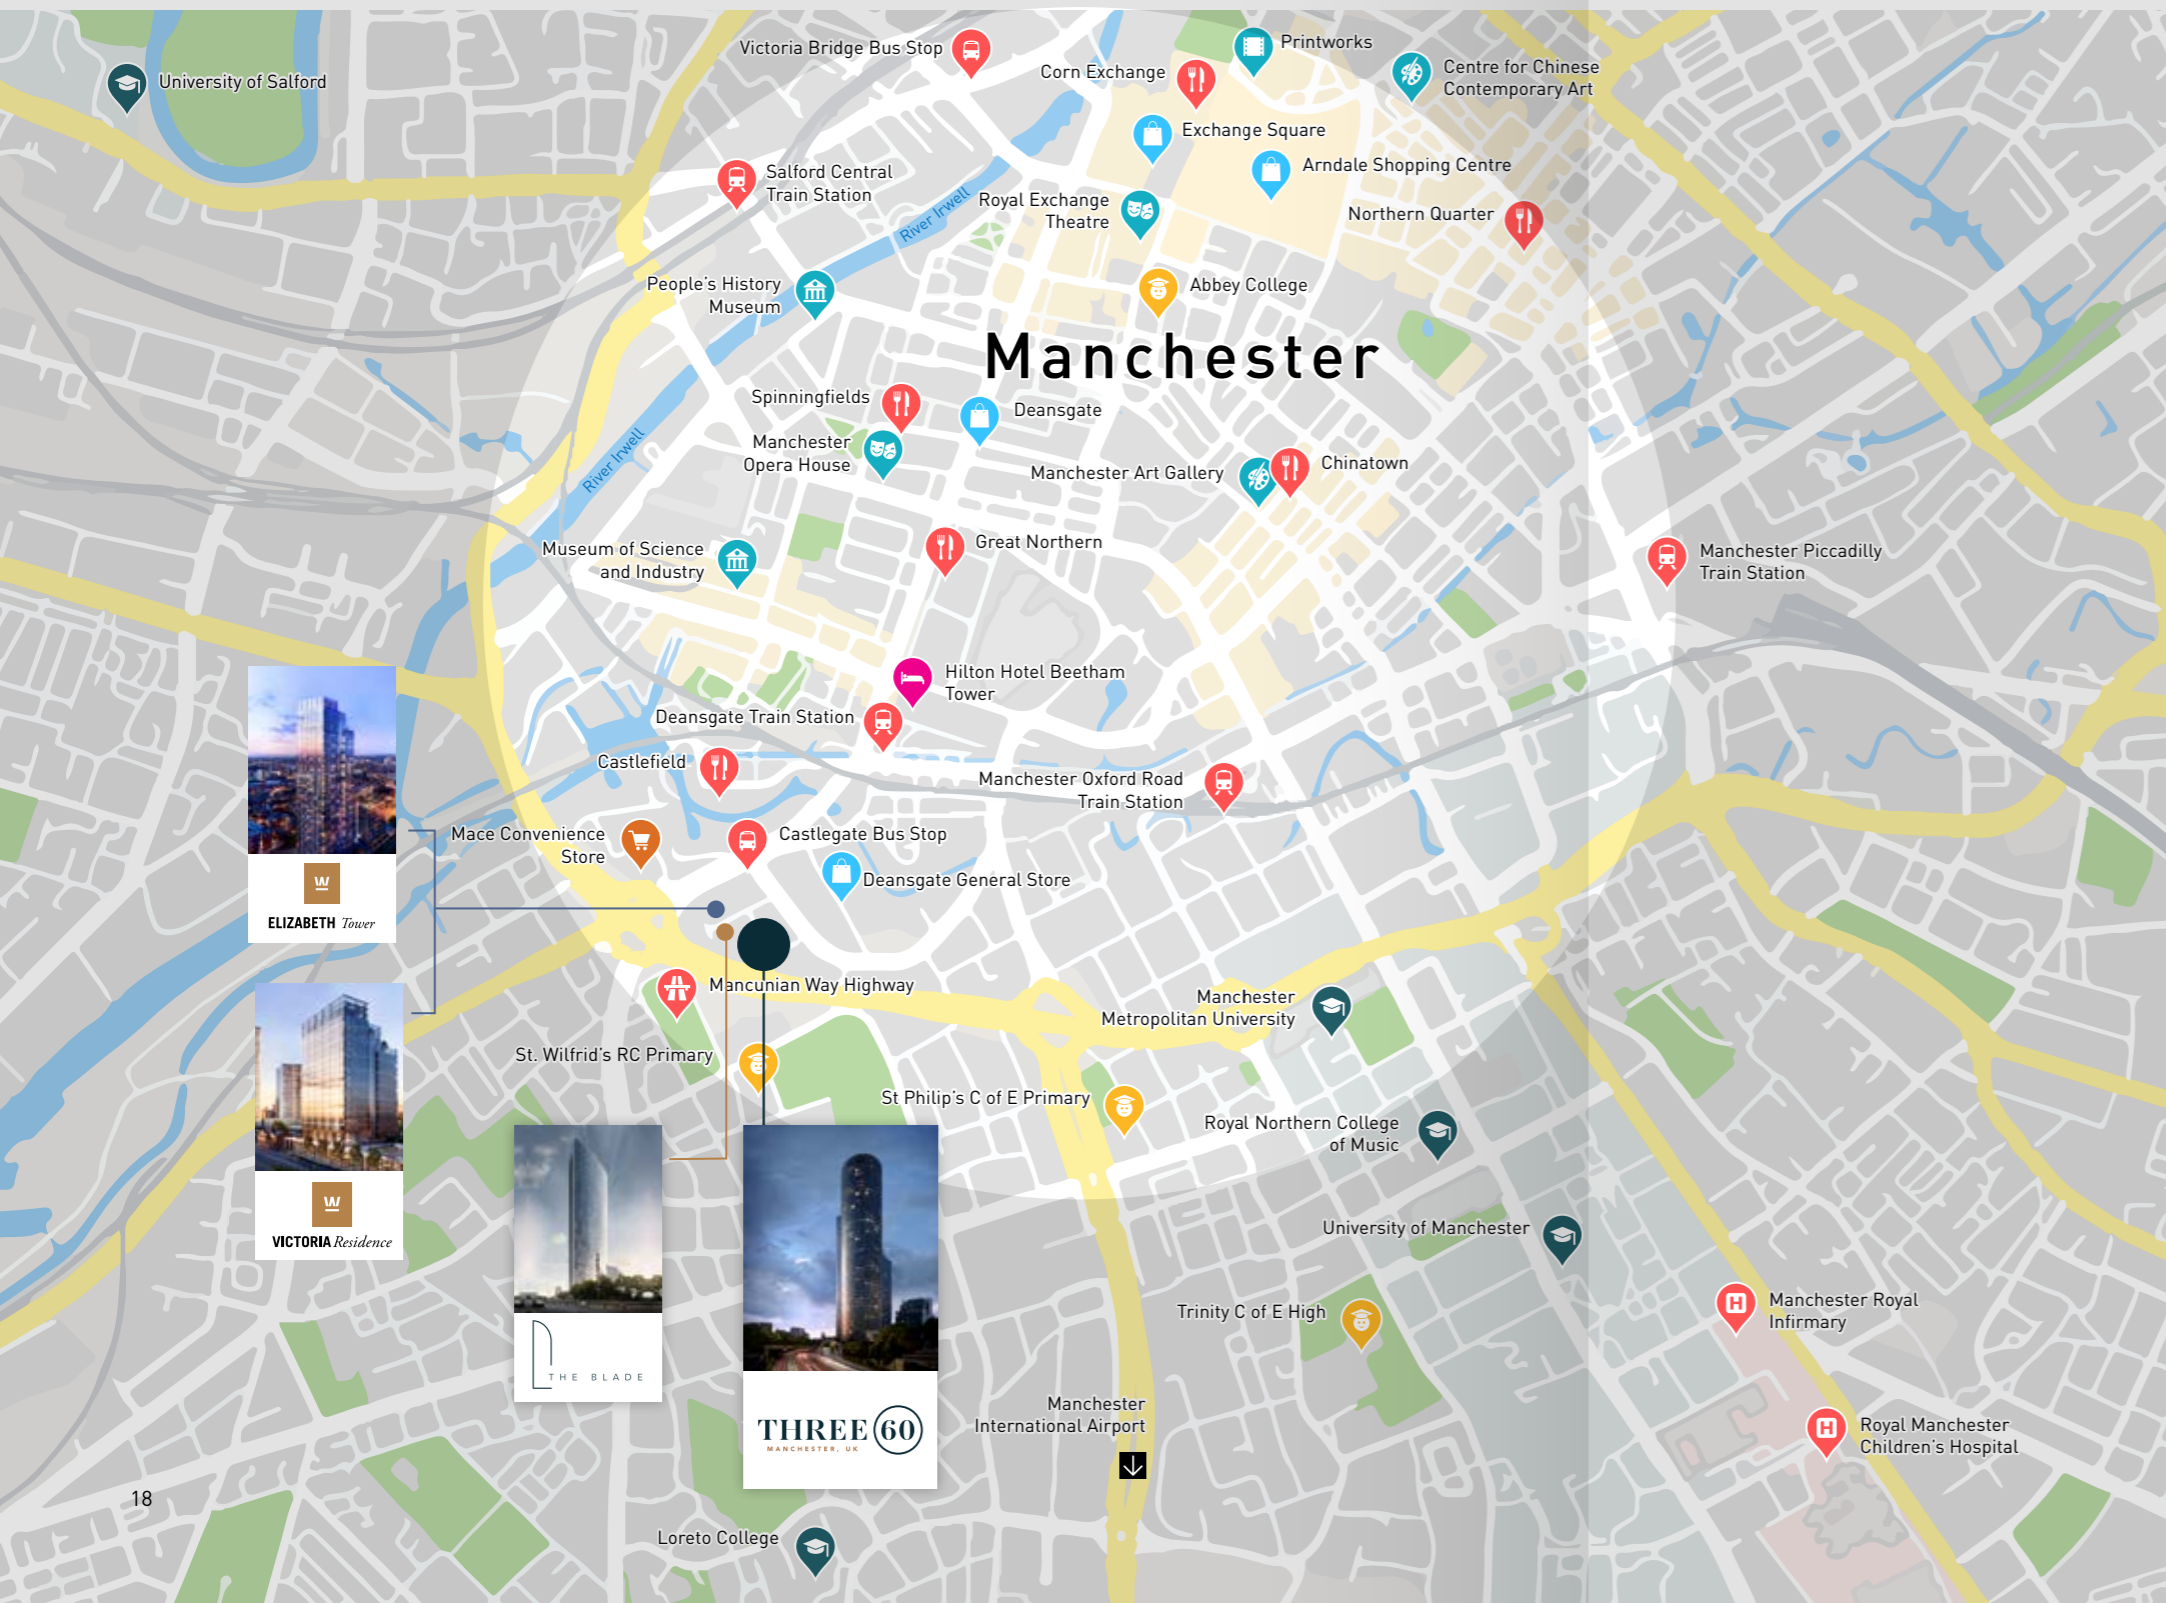 Victoria Bridge Bus Stop
Printworks
Corn Exchange
Centre for Chinese
Contemporary Art
University of Salford
Exchange Square
Arndale Shopping Centre
Salford Central
Train Station
River Irwell
Royal Exchange
Theatre
Northern Quarter
People's History
Museum
Abbey College
Manchester
Spinningfields
Deansgate
Manchester
Opera House
River Irwell
Manchester Art Gallery
Chinatown
Great Northern
Museum of Science
and Industry
Manchester Piccadilly
Train Station
Hilton Hotel Beetham
Tower
Deansgate Train Station
Castlefield
Manchester Oxford Road
Train Station
Mace Convenience
Store
Castlegate Bus Stop
Deansgate General Store
W
ELIZABETH Tower
Mancunian Way Highway
Manchester
Metropolitan University
St. Wilfrid's RC Primary
St Philip's C of E Primary
Royal Northern College
of Music
W
VICTORIA Residence
University of Manchester
Trinity C of E High
H
Manchester Royal
Infirmary
THE BLADE
Manchester
International Airport
THREE 60
MANCHESTER, UK
H
Royal Manchester
Children's Hospital
18
Loreto College